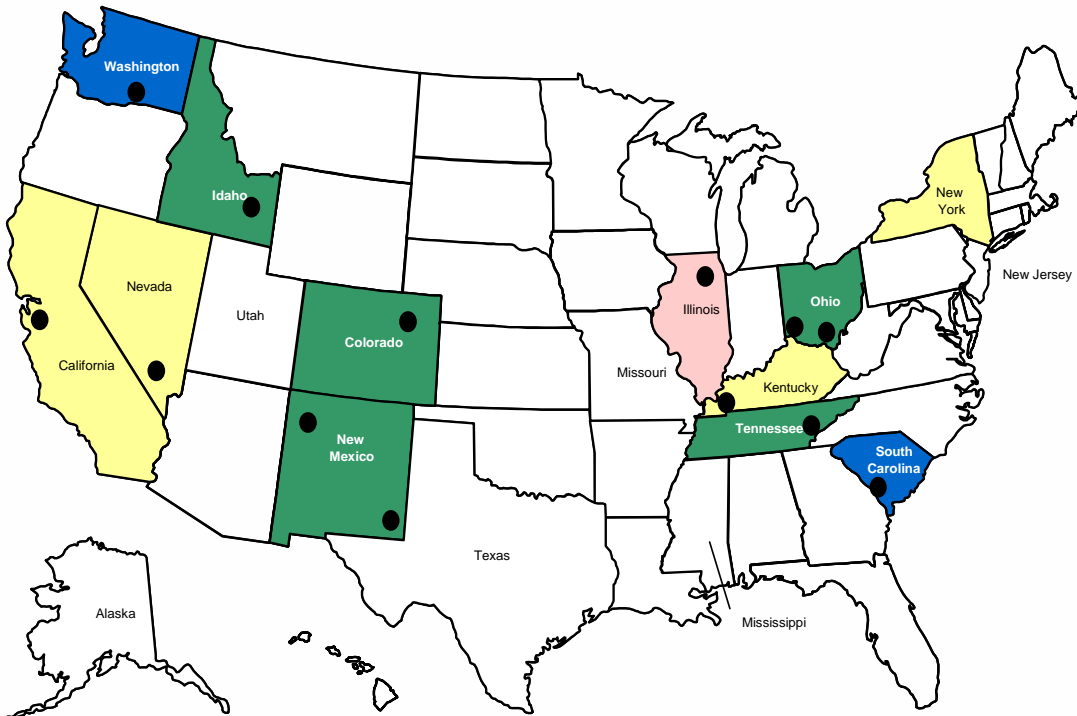 Washington
Idaho
New
York
Nevada
New Jersey
Utah
Ohio
Illinois
Colorado
California
Missouri
Kentucky
Tennessee
New
Mexico
South
Carolina
Texas
Alaska
Mississippi